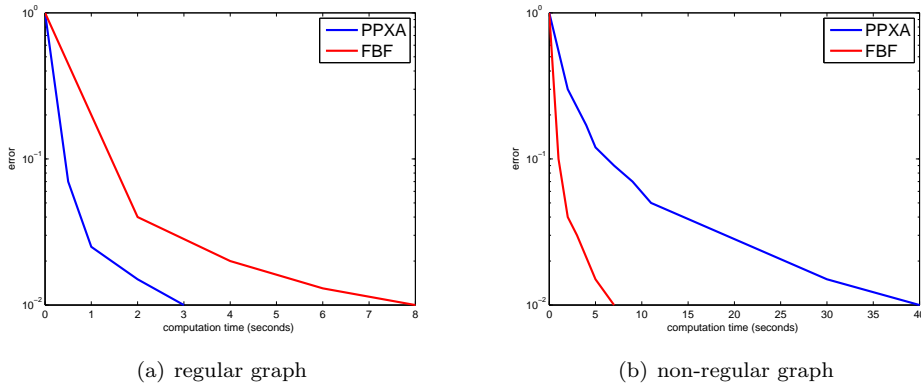 10^0
10^-1
10^-2
error
0 1 2 3 4 5 6 7 8
computation time (seconds)
PPXA
FBF
(a) regular graph
10^0
10^-1
10^-2
error
0 5 10 15 20 25 30 35 40
computation time (seconds)
PPXA
FBF
(b) non-regular graph